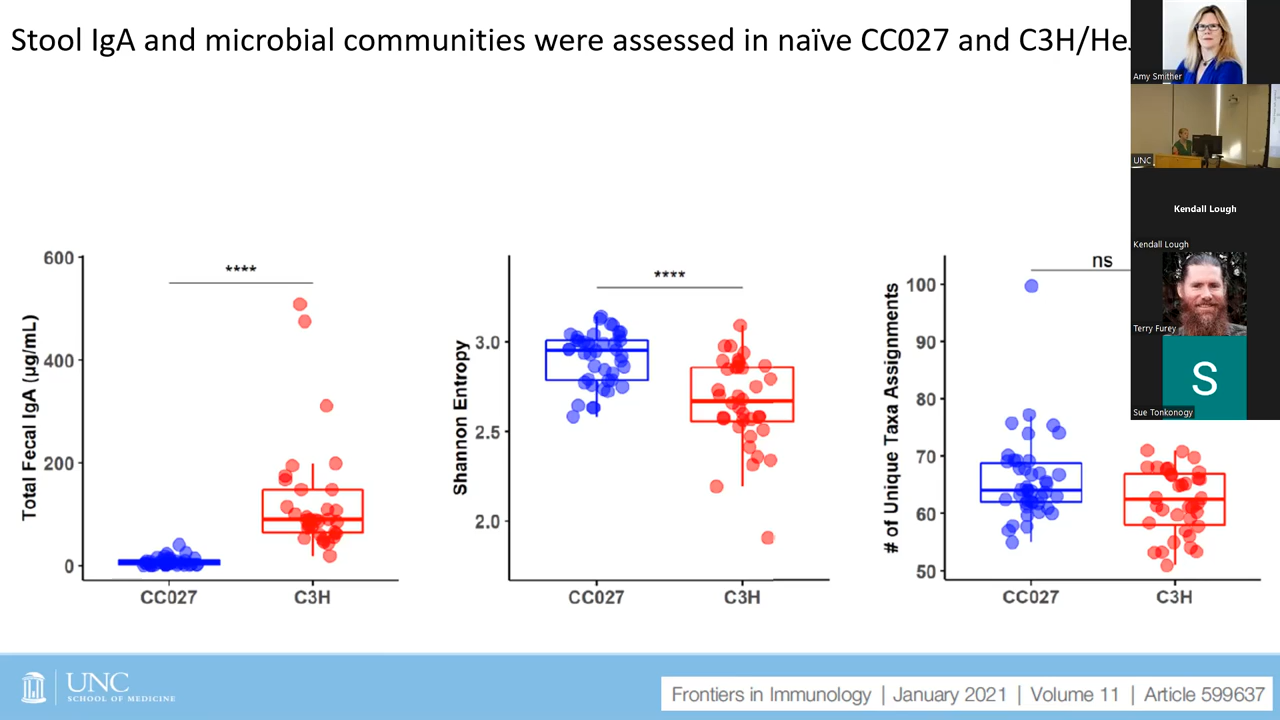 Stool IgA and microbial communities were assessed in naïve CC027 and C3H/He
Amy Smither
UNC
Kendall Lough
Kendall Lough
Terry Furey
S
Sue Tonkonogy
Total Fecal IgA (µg/mL)
600
400
200
0
****
CC027
C3H
Shannon Entropy
3.0
2.5
2.0
****
CC027
C3H
# of Unique Taxa Assignments
100
90
80
70
60
50
ns
CC027
C3H
UNC
SCHOOL OF MEDICINE
Frontiers in Immunology | January 2021 | Volume 11 | Article 599637